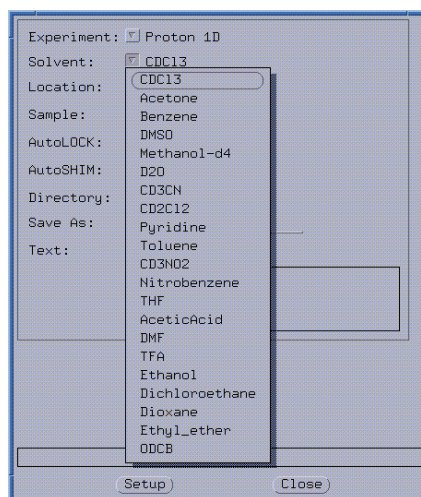 Experiment: Proton 1D
Solvent: CDCl3
Location:
Sample:
AutoLOCK:
AutoSHIM:
Directory:
Save As:
Text:
CDCl3
Acetone
Benzene
DMSO
Methanol-d4
D2O
CD3CN
CD2Cl2
Pyridine
Toluene
CD3NO2
Nitrobenzene
THF
AceticAcid
DMF
TFA
Ethanol
Dichloroethane
Dioxane
Ethyl_ether
ODCB
Setup Close